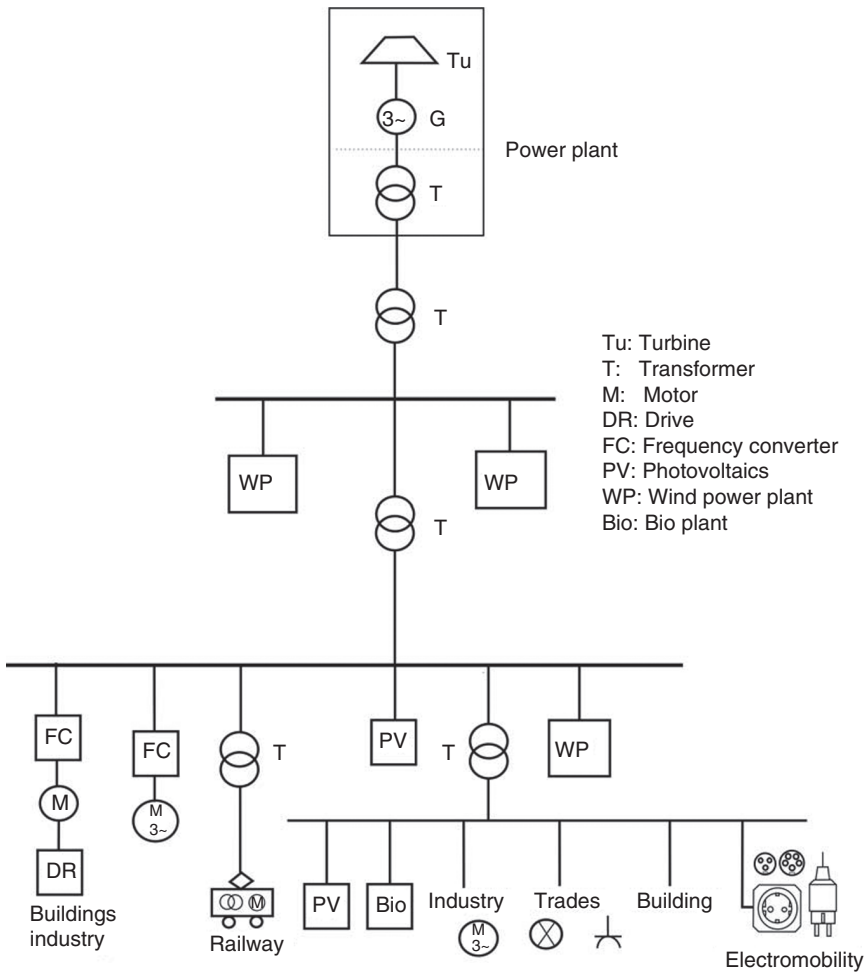 Tu
3~ G
Power plant
T
T
Tu: Turbine
T: Transformer
M: Motor
DR: Drive
FC: Frequency converter
PV: Photovoltaics
WP: Wind power plant
Bio: Bio plant
WP
WP
T
FC
FC
T
PV
T
WP
M
M
3~
DR
Buildings
industry
M
Railway
PV
Bio
Industry
M
3~
Trades
Building
Electromobility